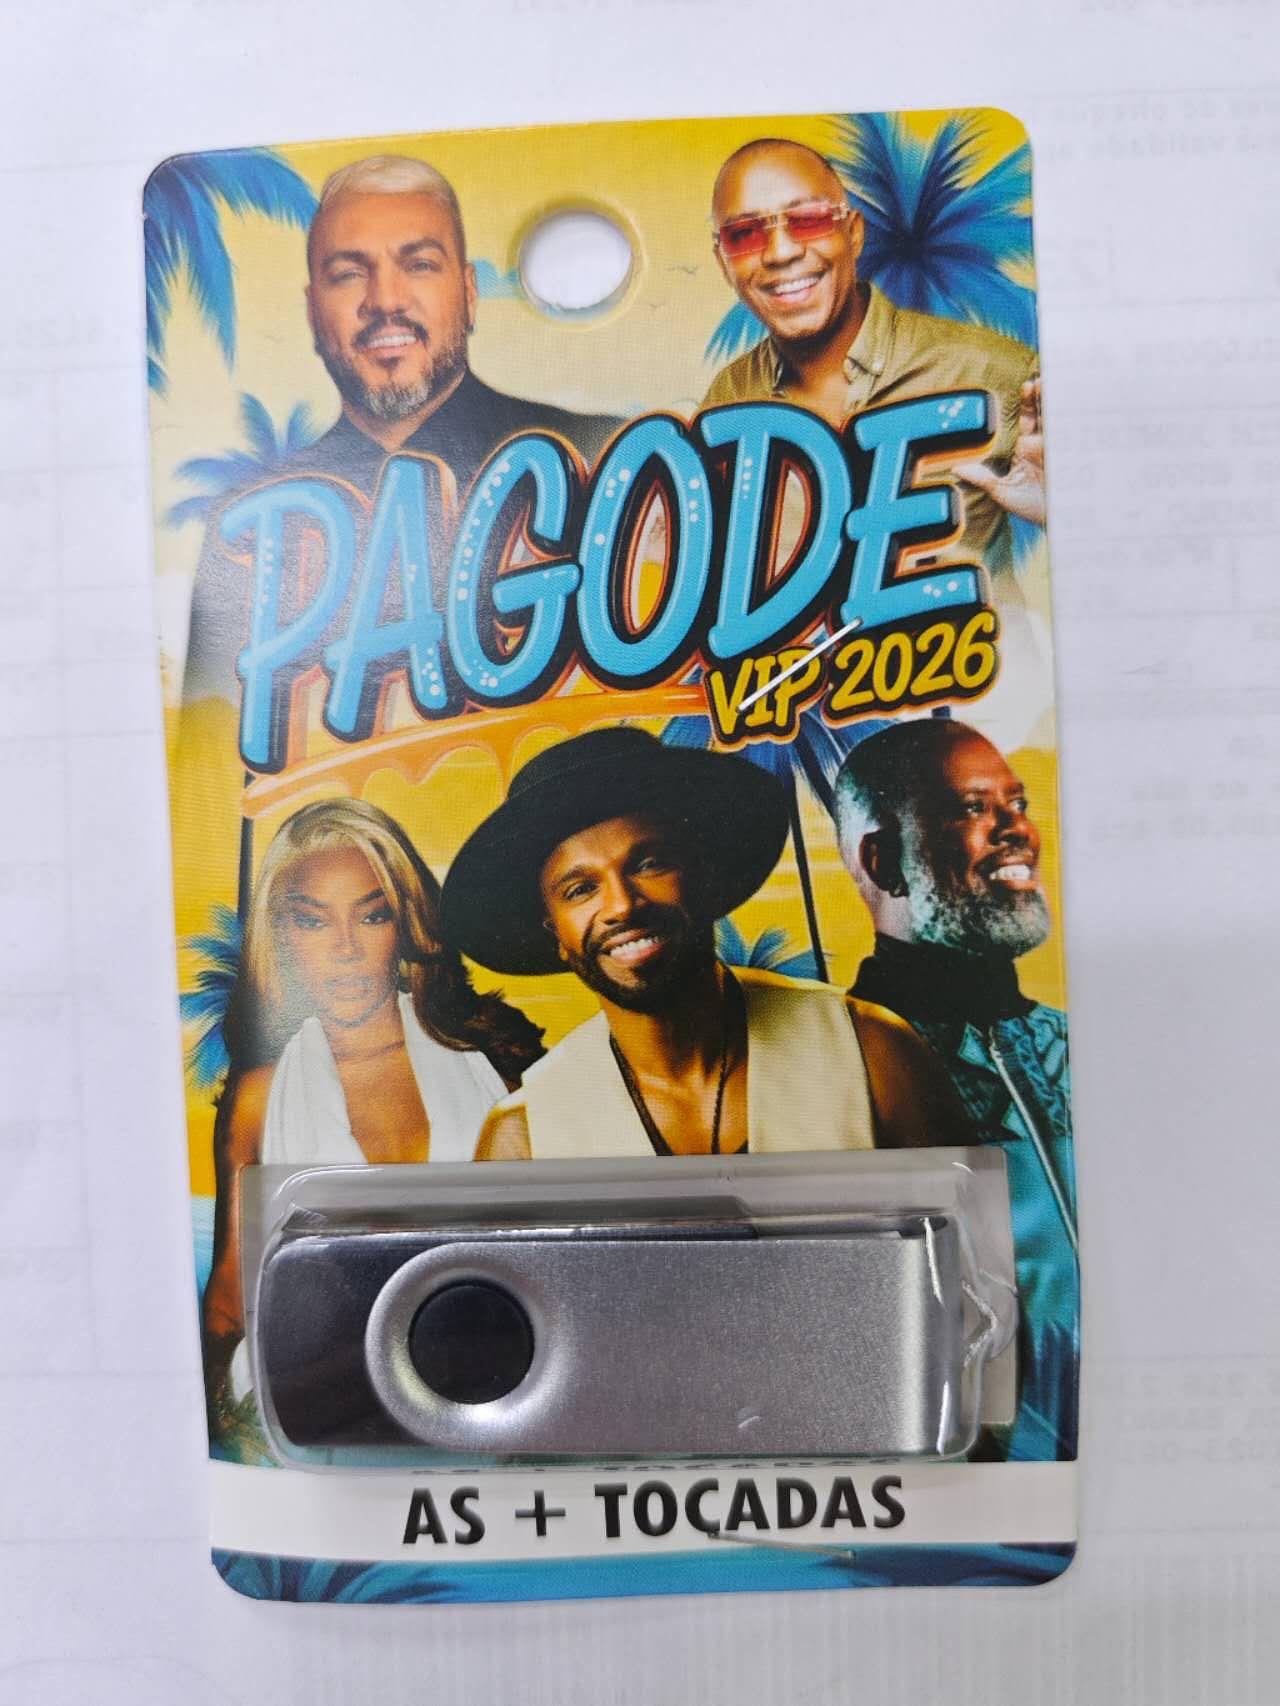 PAGODE
VIP 2026
AS + TOCADAS